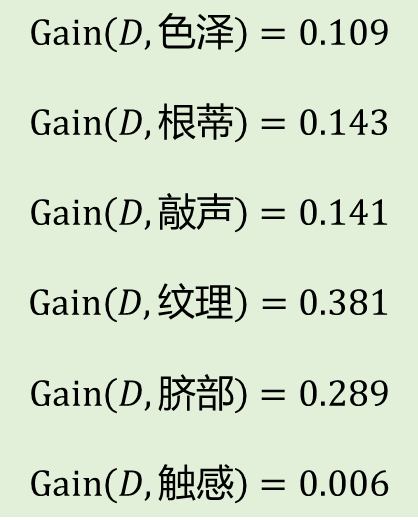 Gain(D,色泽) = 0.109
Gain(D,根蒂) = 0.143
Gain(D,敲声) = 0.141
Gain(D,纹理) = 0.381
Gain(D,脐部) = 0.289
Gain(D,触感) = 0.006